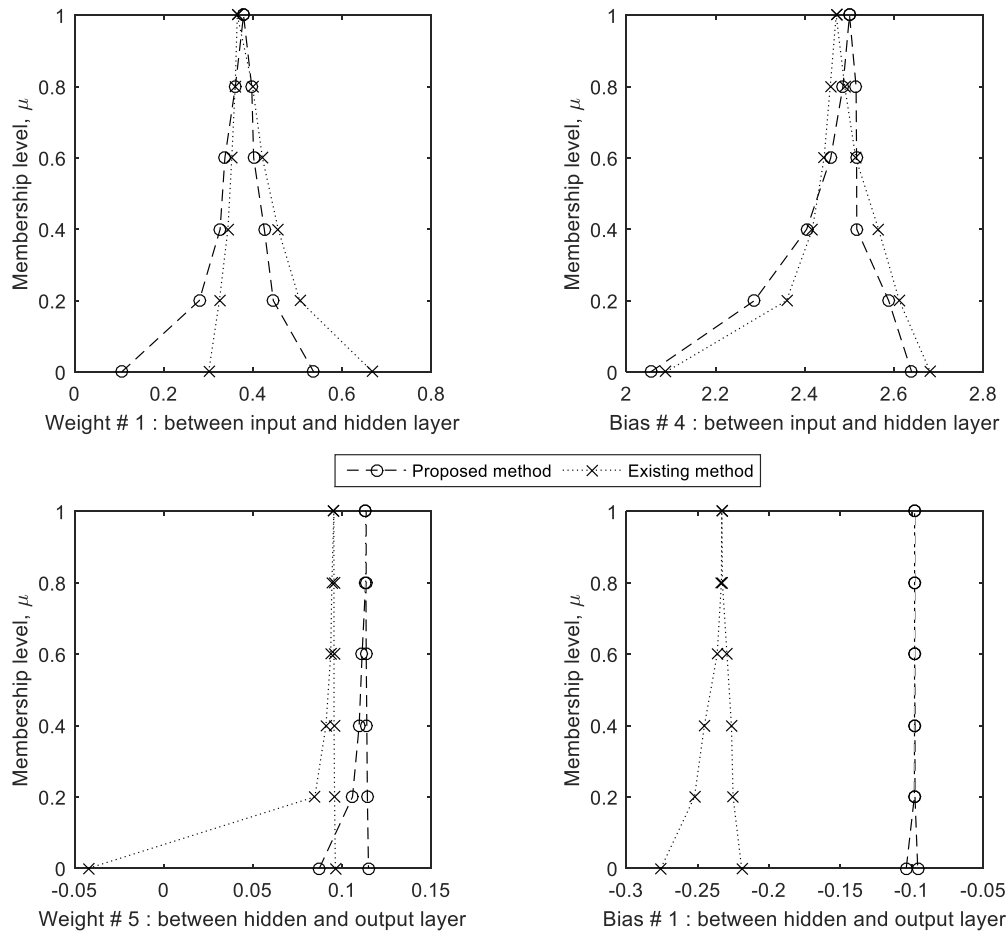 1
0.8
0.6
0.4
0.2
0
Membership level, μ
0 0.2 0.4 0.6 0.8
Weight # 1 : between input and hidden layer
1
0.8
0.6
0.4
0.2
0
Membership level, μ
2 2.2 2.4 2.6 2.8
Bias # 4 : between input and hidden layer
Proposed method Existing method
1
0.8
0.6
0.4
0.2
0
Membership level, μ
-0.05 0 0.05 0.1 0.15
Weight # 5 : between hidden and output layer
1
0.8
0.6
0.4
0.2
0
Membership level, μ
-0.3 -0.25 -0.2 -0.15 -0.1 -0.05
Bias # 1 : between hidden and output layer